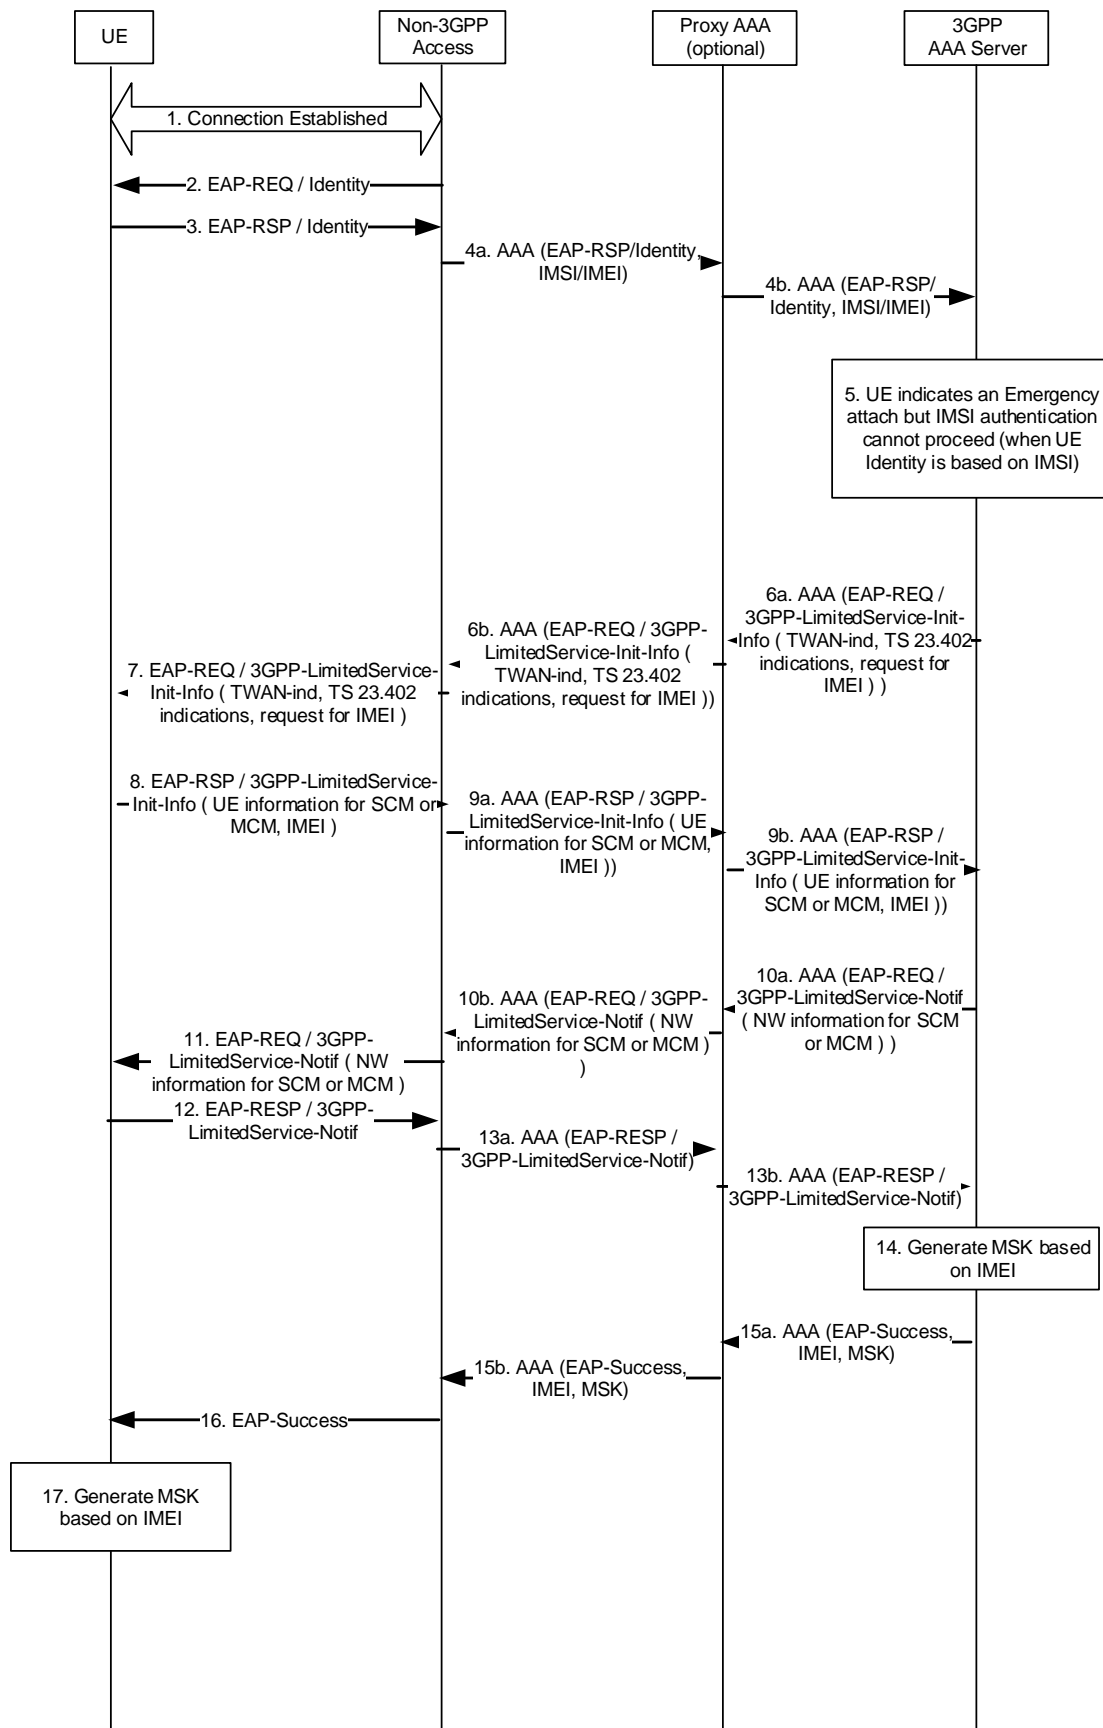 UE
Non-3GPP
Access
Proxy AAA
(optional)
3GPP
AAA Server
1. Connection Established
2. EAP-REQ / Identity
3. EAP-RSP / Identity
4a. AAA (EAP-RSP/Identity,
IMSI/IMEI)
4b. AAA (EAP-RSP/
Identity, IMSI/IMEI)
5. UE indicates an Emergency
attach but IMSI authentication
cannot proceed (when UE
Identity is based on IMSI)
6a. AAA (EAP-REQ /
3GPP-LimitedService-Init-
Info ( TWAN-ind, TS 23.402
indications, request for
IMEI ) )
6b. AAA (EAP-REQ / 3GPP-
LimitedService-Init-Info (
TWAN-ind, TS 23.402
indications, request for IMEI ))
7. EAP-REQ / 3GPP-LimitedService-
Init-Info ( TWAN-ind, TS 23.402
indications, request for IMEI )
8. EAP-RSP / 3GPP-LimitedService-
Init-Info ( UE information for SCM or
MCM, IMEI )
9a. AAA (EAP-RSP / 3GPP-
LimitedService-Init-Info ( UE
information for SCM or MCM,
IMEI ))
9b. AAA (EAP-RSP /
3GPP-LimitedService-Init-
Info ( UE information for
SCM or MCM, IMEI ))
10a. AAA (EAP-REQ /
3GPP-LimitedService-Notif
( NW information for SCM
or MCM ) )
10b. AAA (EAP-REQ / 3GPP-
LimitedService-Notif ( NW
information for SCM or MCM )
)
11. EAP-REQ / 3GPP-
LimitedService-Notif ( NW
information for SCM or MCM )
12. EAP-RESP / 3GPP-
LimitedService-Notif
13a. AAA (EAP-RESP /
3GPP-LimitedService-Notif)
13b. AAA (EAP-RESP /
3GPP-LimitedService-Notif)
14. Generate MSK based
on IMEI
15a. AAA (EAP-Success,
IMEI, MSK)
15b. AAA (EAP-Success,
IMEI, MSK)
16. EAP-Success
17. Generate MSK
based on IMEI